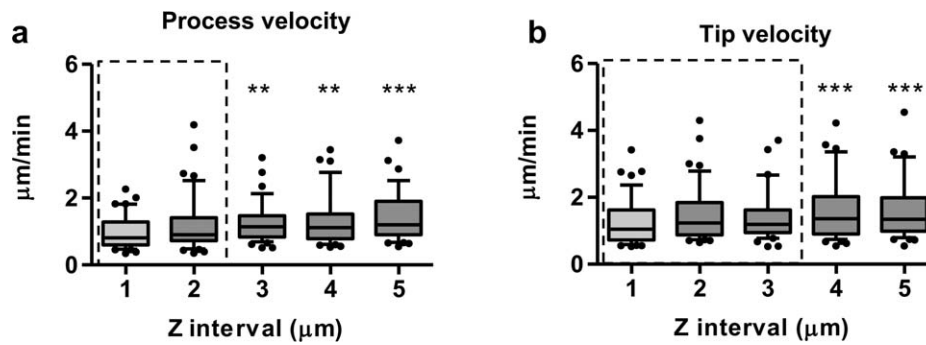 a
Process velocity
μm/min
6
4
2
0
** ** ***
1 2 3 4 5
Z interval (μm)
b
Tip velocity
μm/min
6
4
2
0
*** ***
1 2 3 4 5
Z interval (μm)